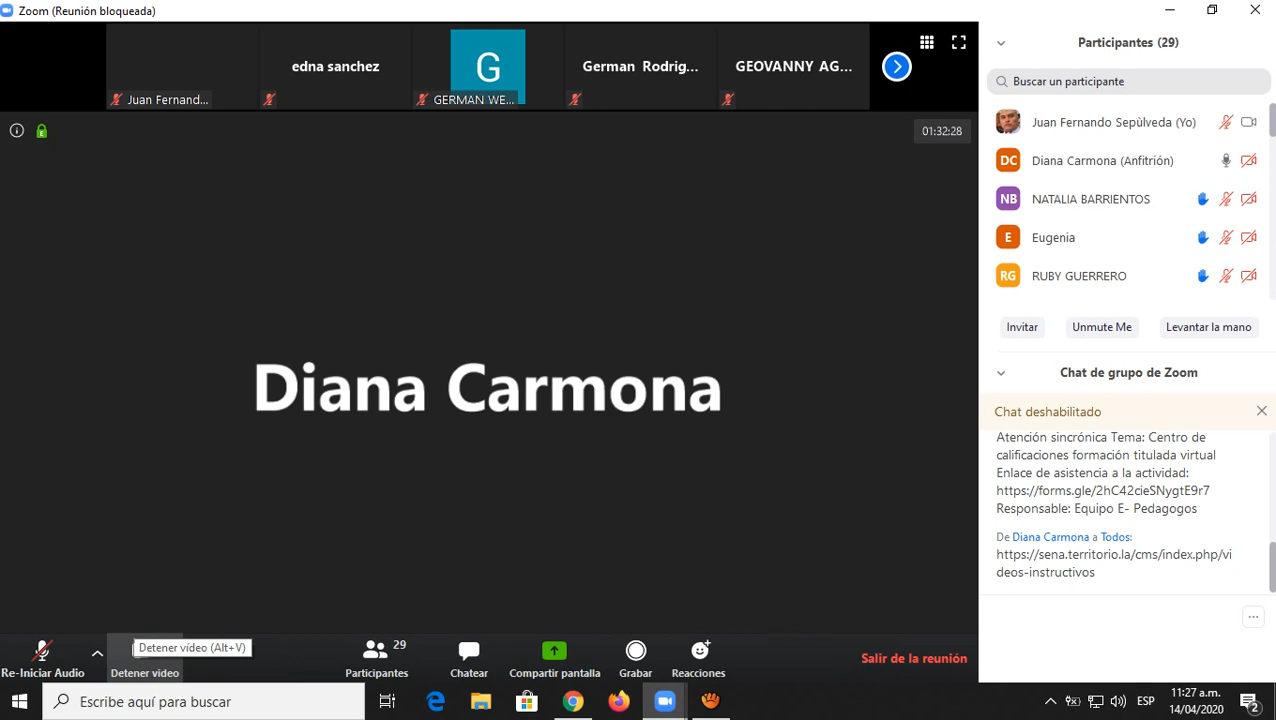 Zoom (Reunión bloqueada)
Juan Fernand...
edna sanchez
G
GERMAN WE...
German Rodrig...
GEOVANNY AG...
01:32:28
Diana Carmona
Participantes (29)
Buscar un participante
Juan Fernando Sepùlveda (Yo)
DC Diana Carmona (Anfitrión)
NB NATALIA BARRIENTOS
E Eugenia
RG RUBY GUERRERO
Invitar Unmute Me Levantar la mano
Chat de grupo de Zoom
Chat deshabilitado
Atención sincrónica Tema: Centro de
calificaciones formación titulada virtual
Enlace de asistencia a la actividad:
https://forms.gle/2hC42cieSNygtE9r7
Responsable: Equipo E- Pedagogos
De Diana Carmona a Todos:
https://sena.territorio.la/cms/index.php/vi
deos-instructivos
Detener vídeo (Alt+V)
29
Re-Iniciar Audio Detener video Participantes Chatear Compartir pantalla Grabar Reacciones
Salir de la reunión
Escribe aquí para buscar
ESP
11:27 a.m.
14/04/2020
2